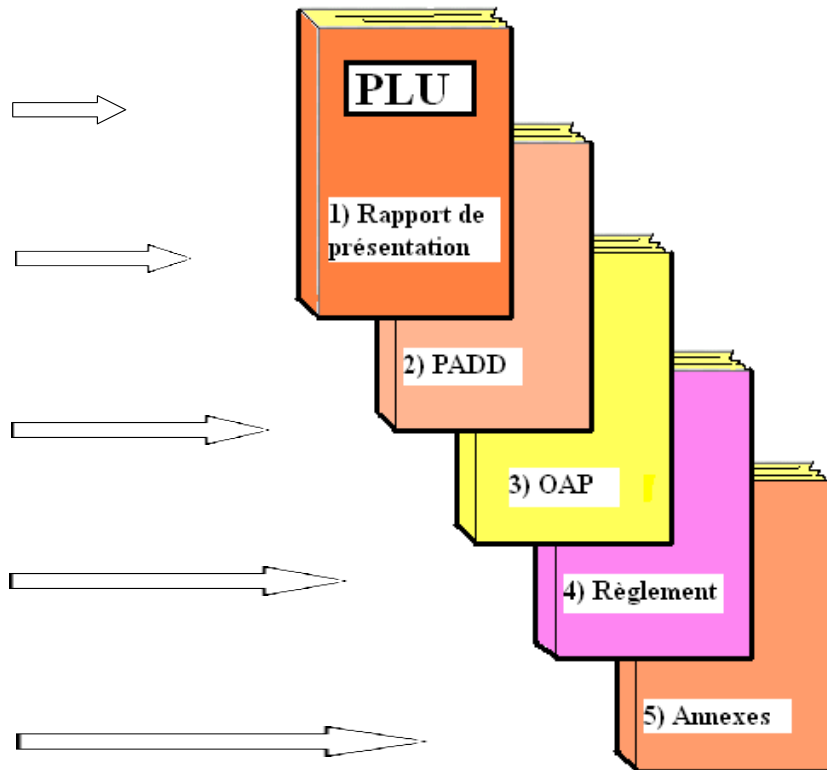 PLU
1) Rapport de
présentation
2) PADD
3) OAP
4) Règlement
5) Annexes